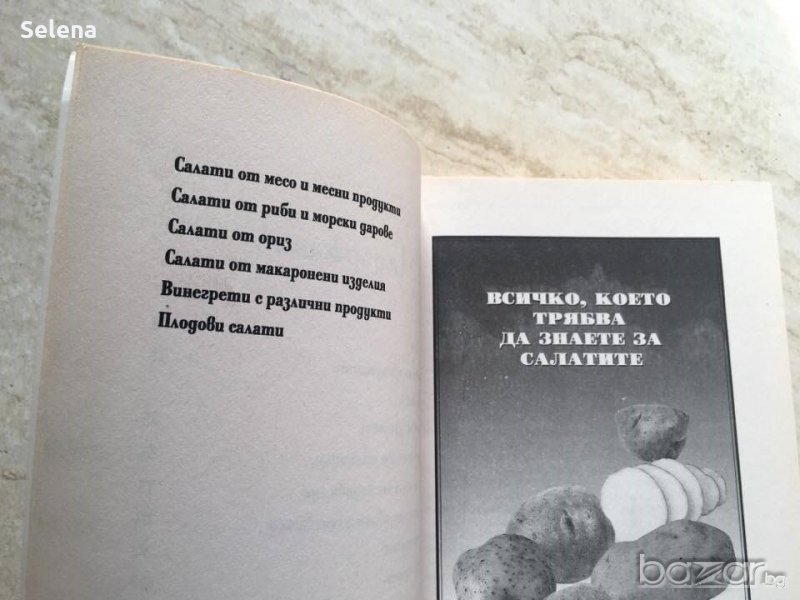 Selena
Салати от месо и месни продукти
Салати от риби и морски дарове
Салати от ориз
Салати от макаронени изделия
Винегрети с различни продукти
Плодови салати
ВСИЧКО, КОЕТО
ТРЯБВА
ДА ЗНАЕТЕ ЗА
САЛАТИТЕ
bazar.bg